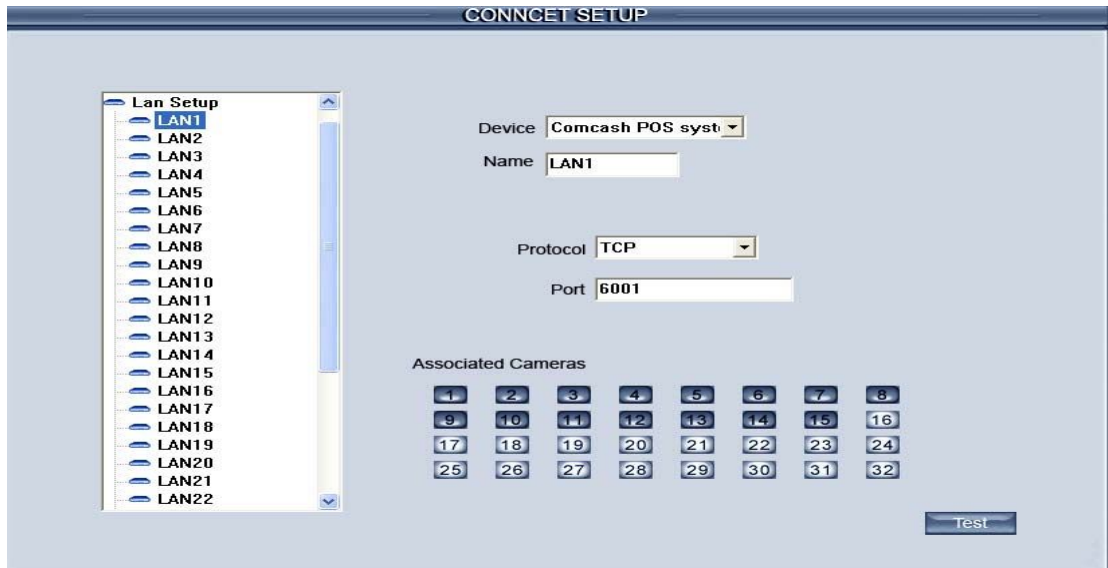 CONNCET SETUP
Lan Setup
LAN1
LAN2
LAN3
LAN4
LAN5
LAN6
LAN7
LAN8
LAN9
LAN10
LAN11
LAN12
LAN13
LAN14
LAN15
LAN16
LAN17
LAN18
LAN19
LAN20
LAN21
LAN22
Device Comcash POS syst
Name LAN1
Protocol TCP
Port 6001
Associated Cameras
1 2 3 4 5 6 7 8
9 10 11 12 13 14 15 16
17 18 19 20 21 22 23 24
25 26 27 28 29 30 31 32
Test